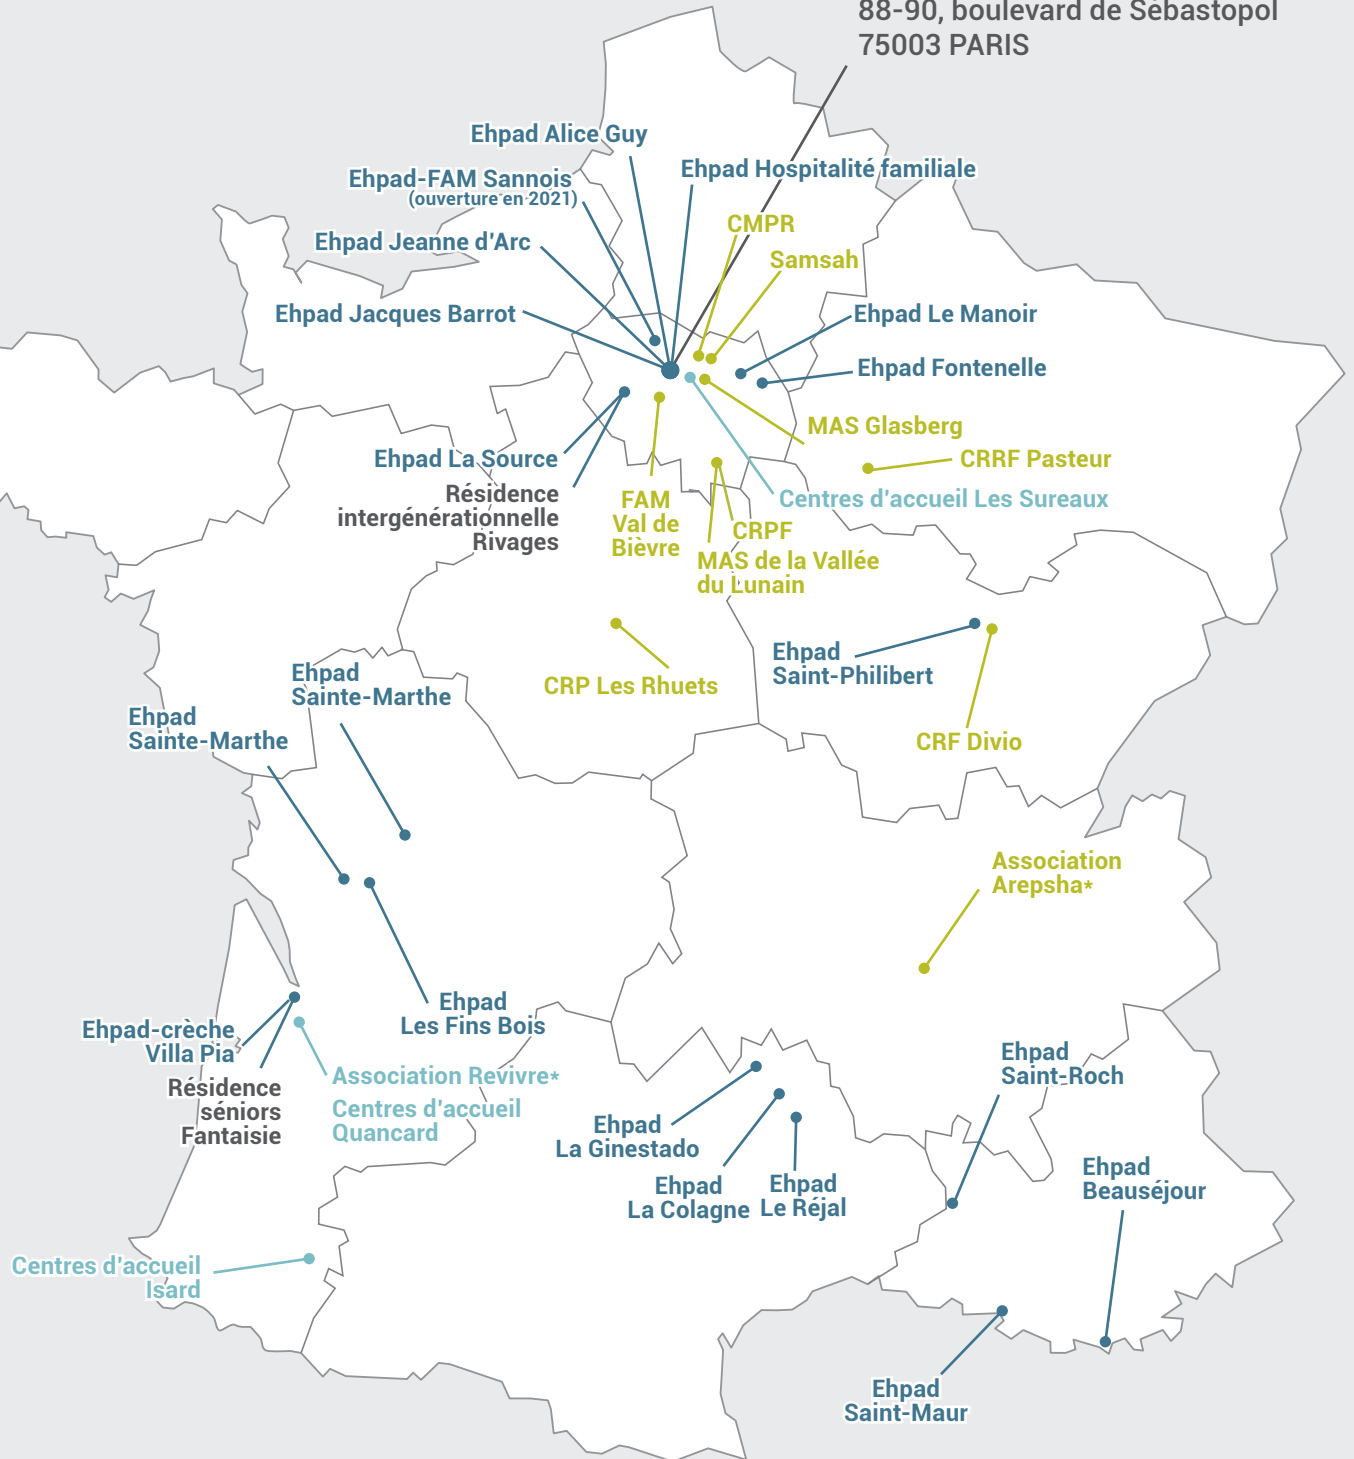 88-90, boulevard de Sébastopol
75003 PARIS
Ehpad Alice Guy
Ehpad Hospitalité familiale
Ehpad-FAM Sannois
(ouverture en 2021)
CMPR
Ehpad Jeanne d'Arc
Samsah
Ehpad Jacques Barrot
Ehpad Le Manoir
Ehpad Fontenelle
MAS Glasberg
Ehpad La Source
CRRF Pasteur
Résidence
intergénérationnelle
Rivages
Centres d'accueil Les Sureaux
FAM
Val de
Bièvre
CRPF
MAS de la Vallée
du Lunain
Ehpad
Saint-Philibert
CRP Les Rhuets
Ehpad
Sainte-Marthe
Ehpad
Sainte-Marthe
CRF Divio
Association
Arepsha*
Ehpad
Les Fins Bois
Ehpad-crèche
Villa Pia
Résidence
séniors
Fantaisie
Association Revivre*
Centres d'accueil
Quancard
Ehpad
Saint-Roch
Ehpad
La Ginestado
Ehpad
La Colagne
Ehpad
Le Réjal
Ehpad
Beauséjour
Centres d'accueil
Isard
Ehpad
Saint-Maur